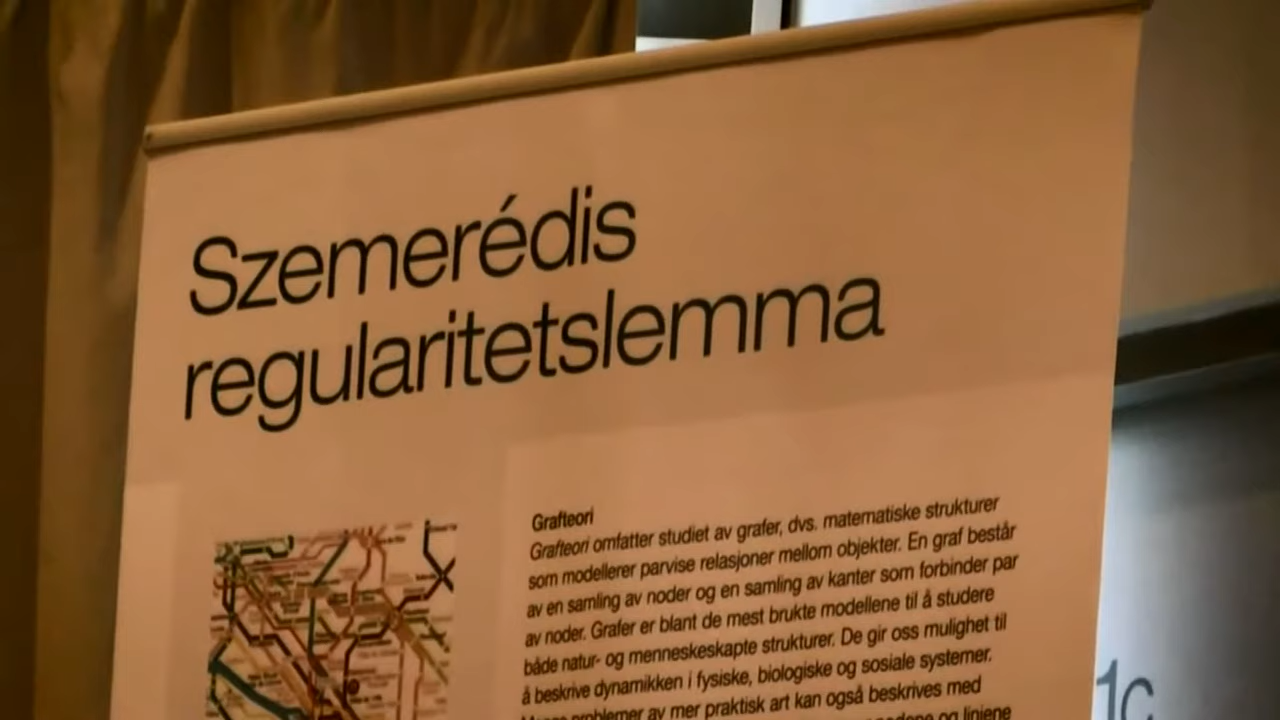 Szemerédis
regularitetslemma
Grafteori
Grafteori omfatter studiet av grafer, dvs. matematiske strukturer
som modellerer parvise relasjoner mellom objekter. En graf består
av en samling av noder og en samling av kanter som forbinder par
av noder. Grafer er blant de mest brukte modellene til å studere
både natur- og menneskeskapte strukturer. De gir oss mulighet til
å beskrive dynamikken i fysiske, biologiske og sosiale systemer.
problemer av mer praktisk art kan også beskrives med
og linjene
1c